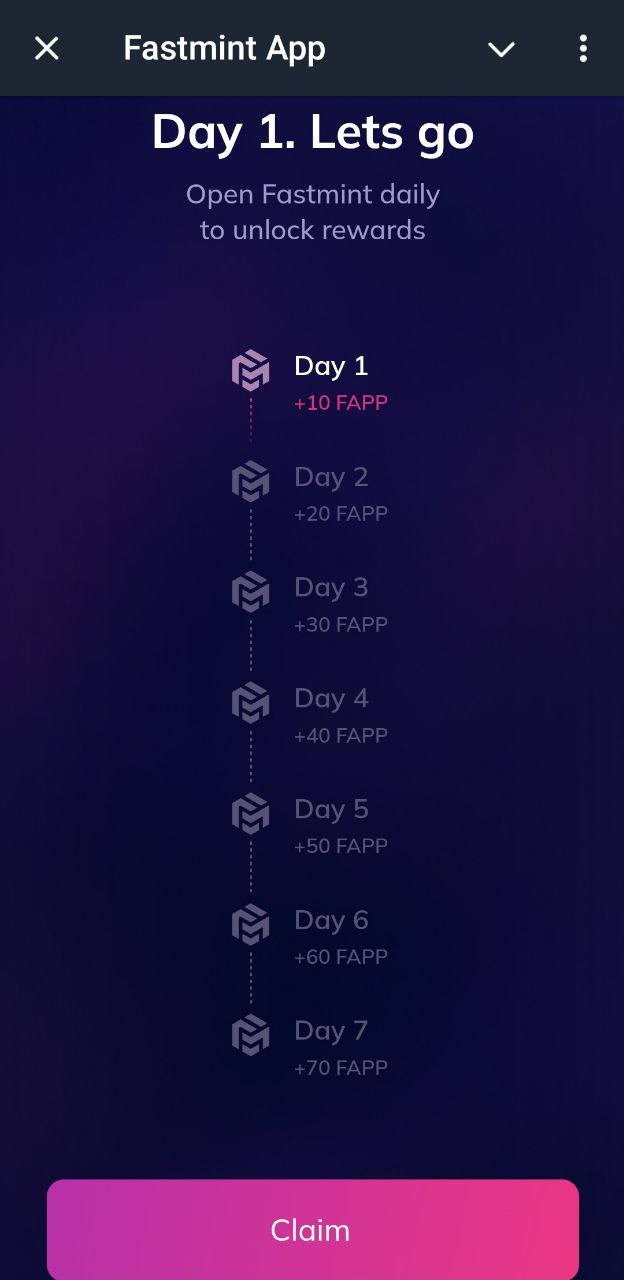 Fastmint App
Day 1. Lets go
Open Fastmint daily
to unlock rewards
Day 1
+10 FAPP
Day 2
+20 FAPP
Day 3
+30 FAPP
Day 4
+40 FAPP
Day 5
+50 FAPP
Day 6
+60 FAPP
Day 7
+70 FAPP
Claim